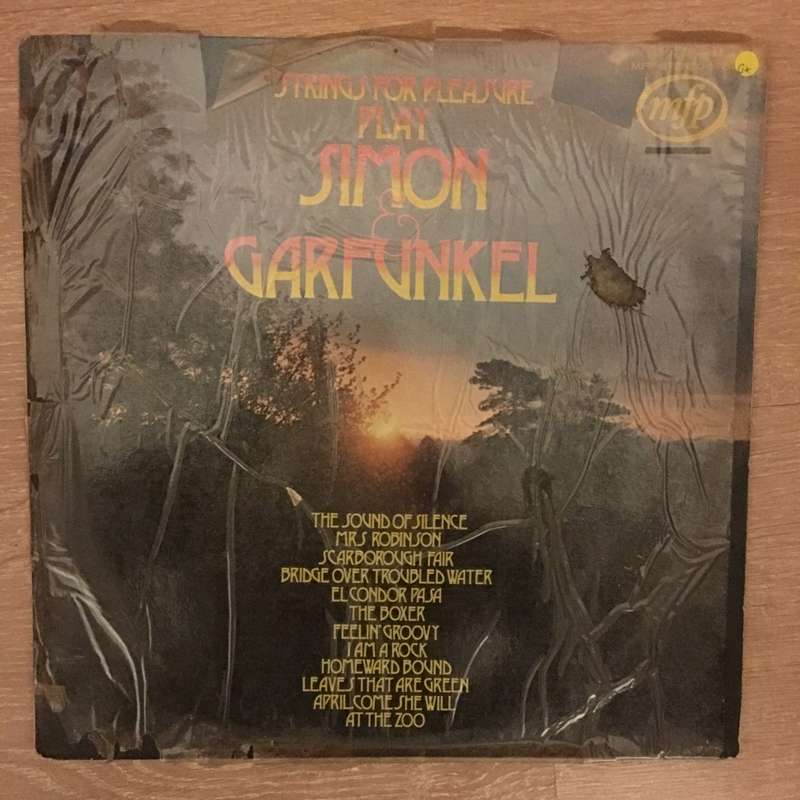 STRINGS FOR PLEASURE
PLAY
SIMON
&
GARFUNKEL
G+
mfp
THE SOUND OF SILENCE
MRS ROBINSON
SCARBOROUGH FAIR
BRIDGE OVER TROUBLED WATER
EL CONDOR PASA
THE BOXER
FEELIN' GROOVY
I AM A ROCK
HOMEWARD BOUND
LEAVES THAT ARE GREEN
APRIL COME SHE WILL
AT THE ZOO